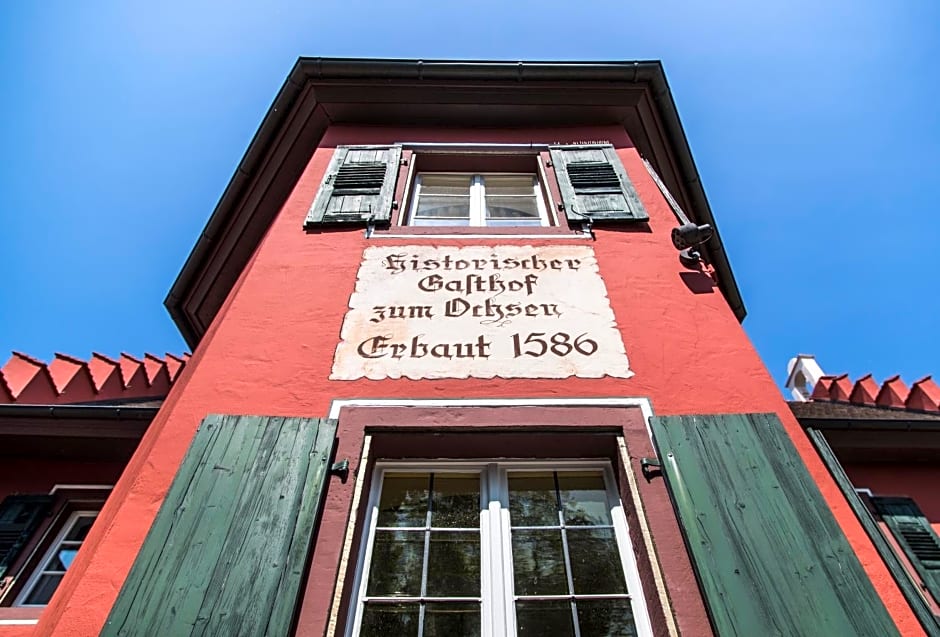 Historischer
Gasthof
zum Ochsen
Erbaut 1586